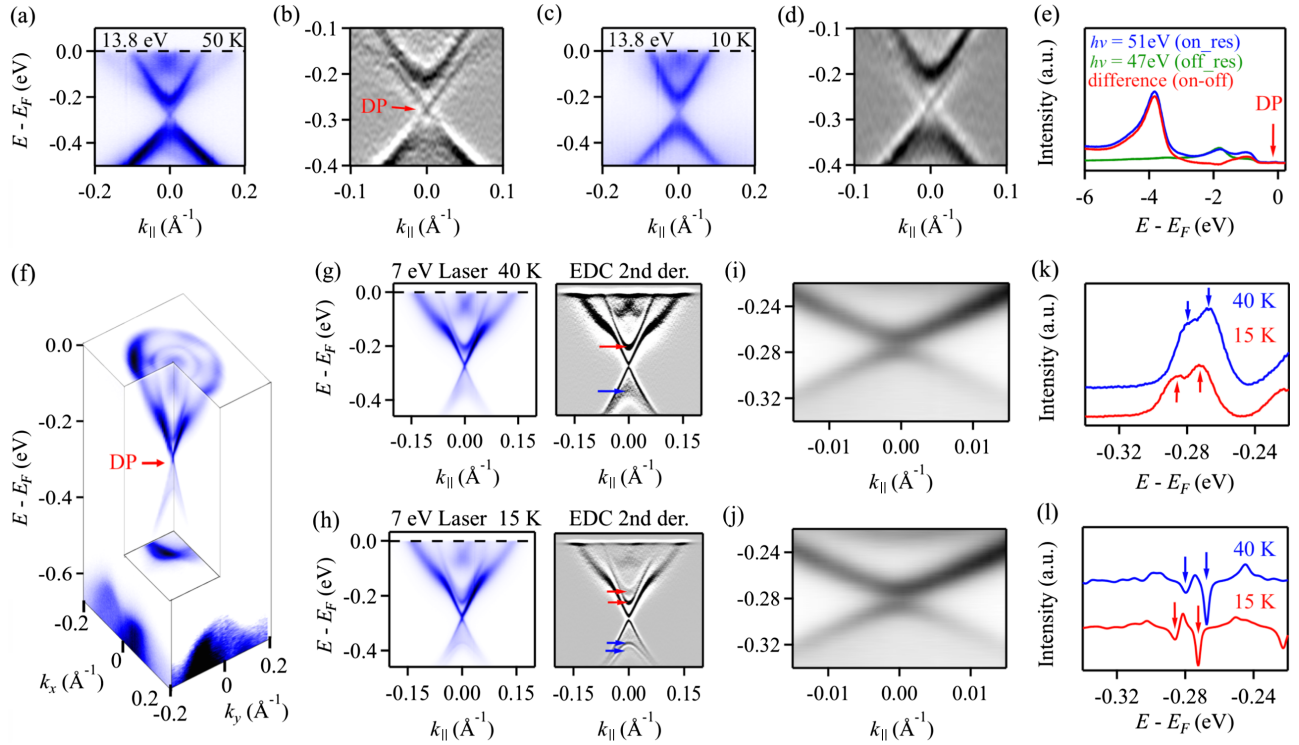 (a)
13.8 eV 50 K
0.0
-0.2
-0.4
E - E_F (eV)
-0.2 0.0 0.2
k_|| (Å⁻¹)
(b)
-0.1
-0.2
-0.3
-0.4
DP
-0.1 0.0 0.1
k_|| (Å⁻¹)
(c)
13.8 eV 10 K
0.0
-0.2
-0.4
-0.2 0.0 0.2
k_|| (Å⁻¹)
(d)
-0.1
-0.2
-0.3
-0.4
-0.1 0.0 0.1
k_|| (Å⁻¹)
(e)
hν = 51eV (on_res)
hν = 47eV (off_res)
difference (on-off)
DP
Intensity (a.u.)
-6 -4 -2 0
E - E_F (eV)
(f)
0.0
-0.2
-0.4
-0.6
E - E_F (eV)
DP
-0.2
0
0.2
k_x (Å⁻¹)
-0.2
0
0.2
k_y (Å⁻¹)
(g)
7 eV Laser 40 K
EDC 2nd der.
0.0
-0.2
-0.4
E - E_F (eV)
-0.15 0.00 0.15
k_|| (Å⁻¹)
-0.15 0.00 0.15
k_|| (Å⁻¹)
(i)
-0.24
-0.28
-0.32
-0.01 0.00 0.01
k_|| (Å⁻¹)
(k)
40 K
15 K
Intensity (a.u.)
-0.32 -0.28 -0.24
E - E_F (eV)
(h)
7 eV Laser 15 K
EDC 2nd der.
0.0
-0.2
-0.4
E - E_F (eV)
-0.15 0.00 0.15
k_|| (Å⁻¹)
-0.15 0.00 0.15
k_|| (Å⁻¹)
(j)
-0.24
-0.28
-0.32
-0.01 0.00 0.01
k_|| (Å⁻¹)
(l)
40 K
15 K
Intensity (a.u.)
-0.32 -0.28 -0.24
E - E_F (eV)